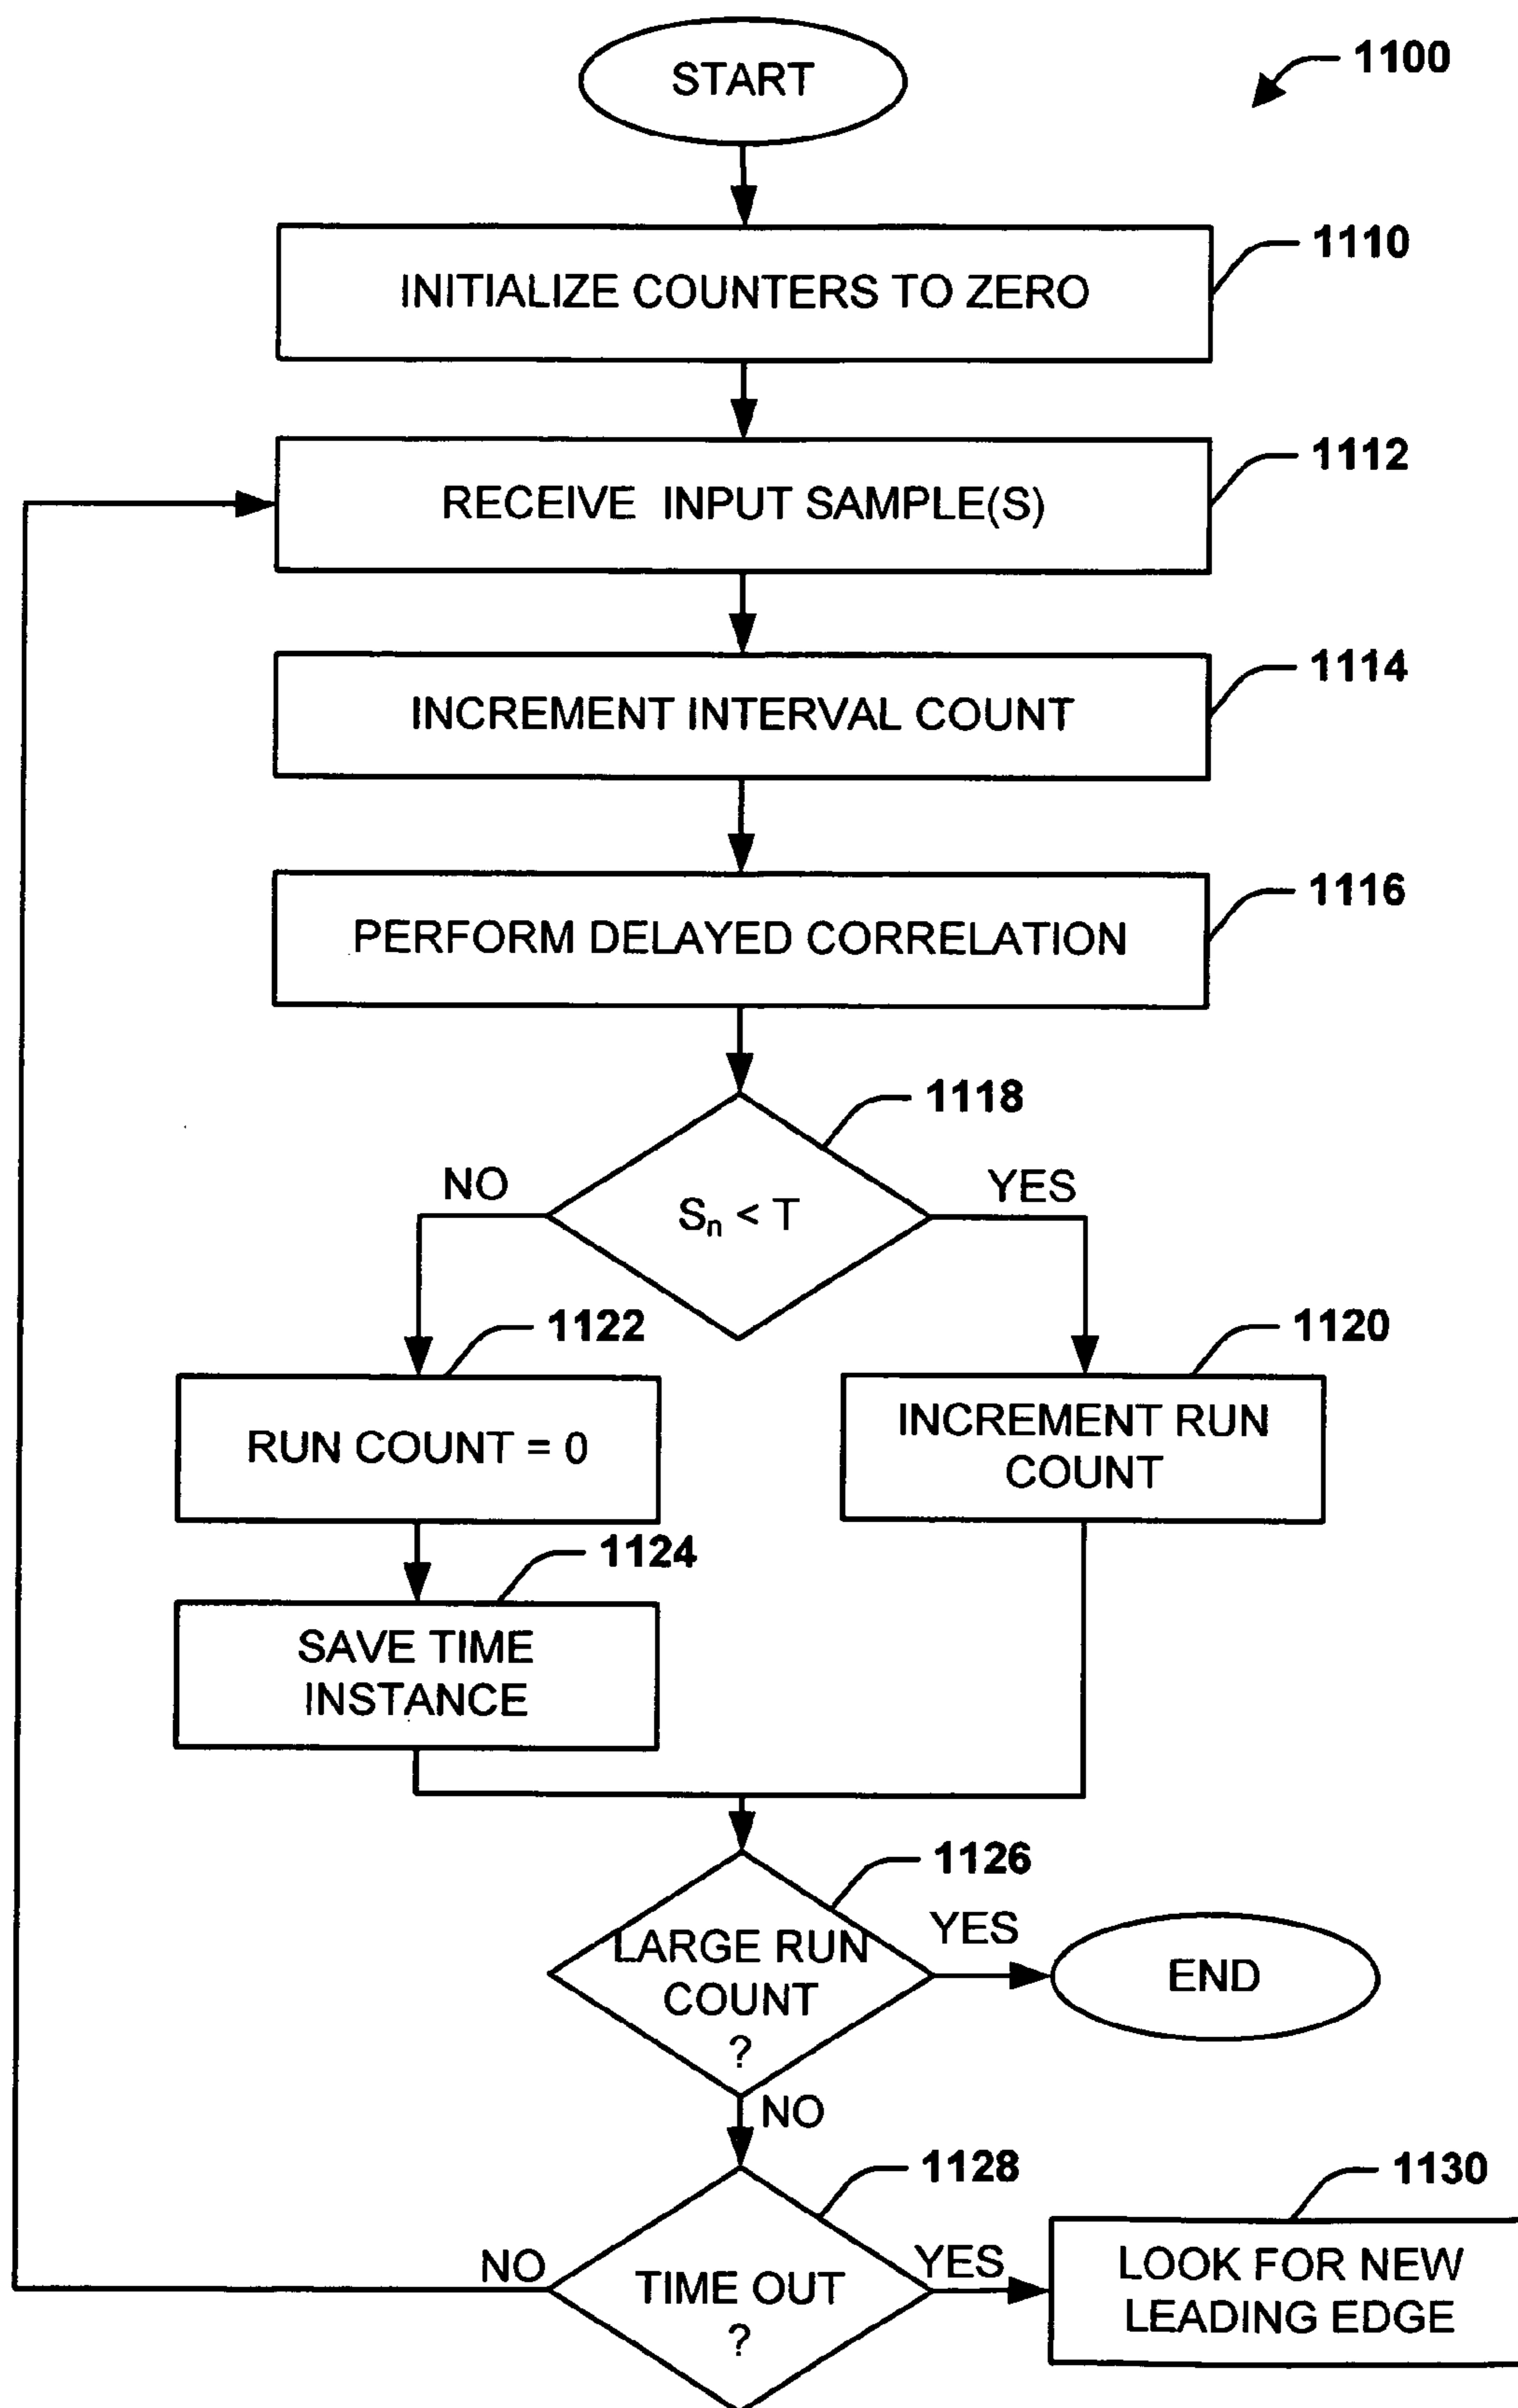 START
1100
1110
INITIALIZE COUNTERS TO ZERO
1112
RECEIVE INPUT SAMPLE(S)
1114
INCREMENT INTERVAL COUNT
1116
PERFORM DELAYED CORRELATION
1118
NO
YES
Sₙ < T
1122
1120
RUN COUNT = 0
INCREMENT RUN
COUNT
1124
SAVE TIME
INSTANCE
1126
LARGE RUN
COUNT
?
YES
END
NO
1128
1130
NO
TIME OUT
?
YES
LOOK FOR NEW
LEADING EDGE